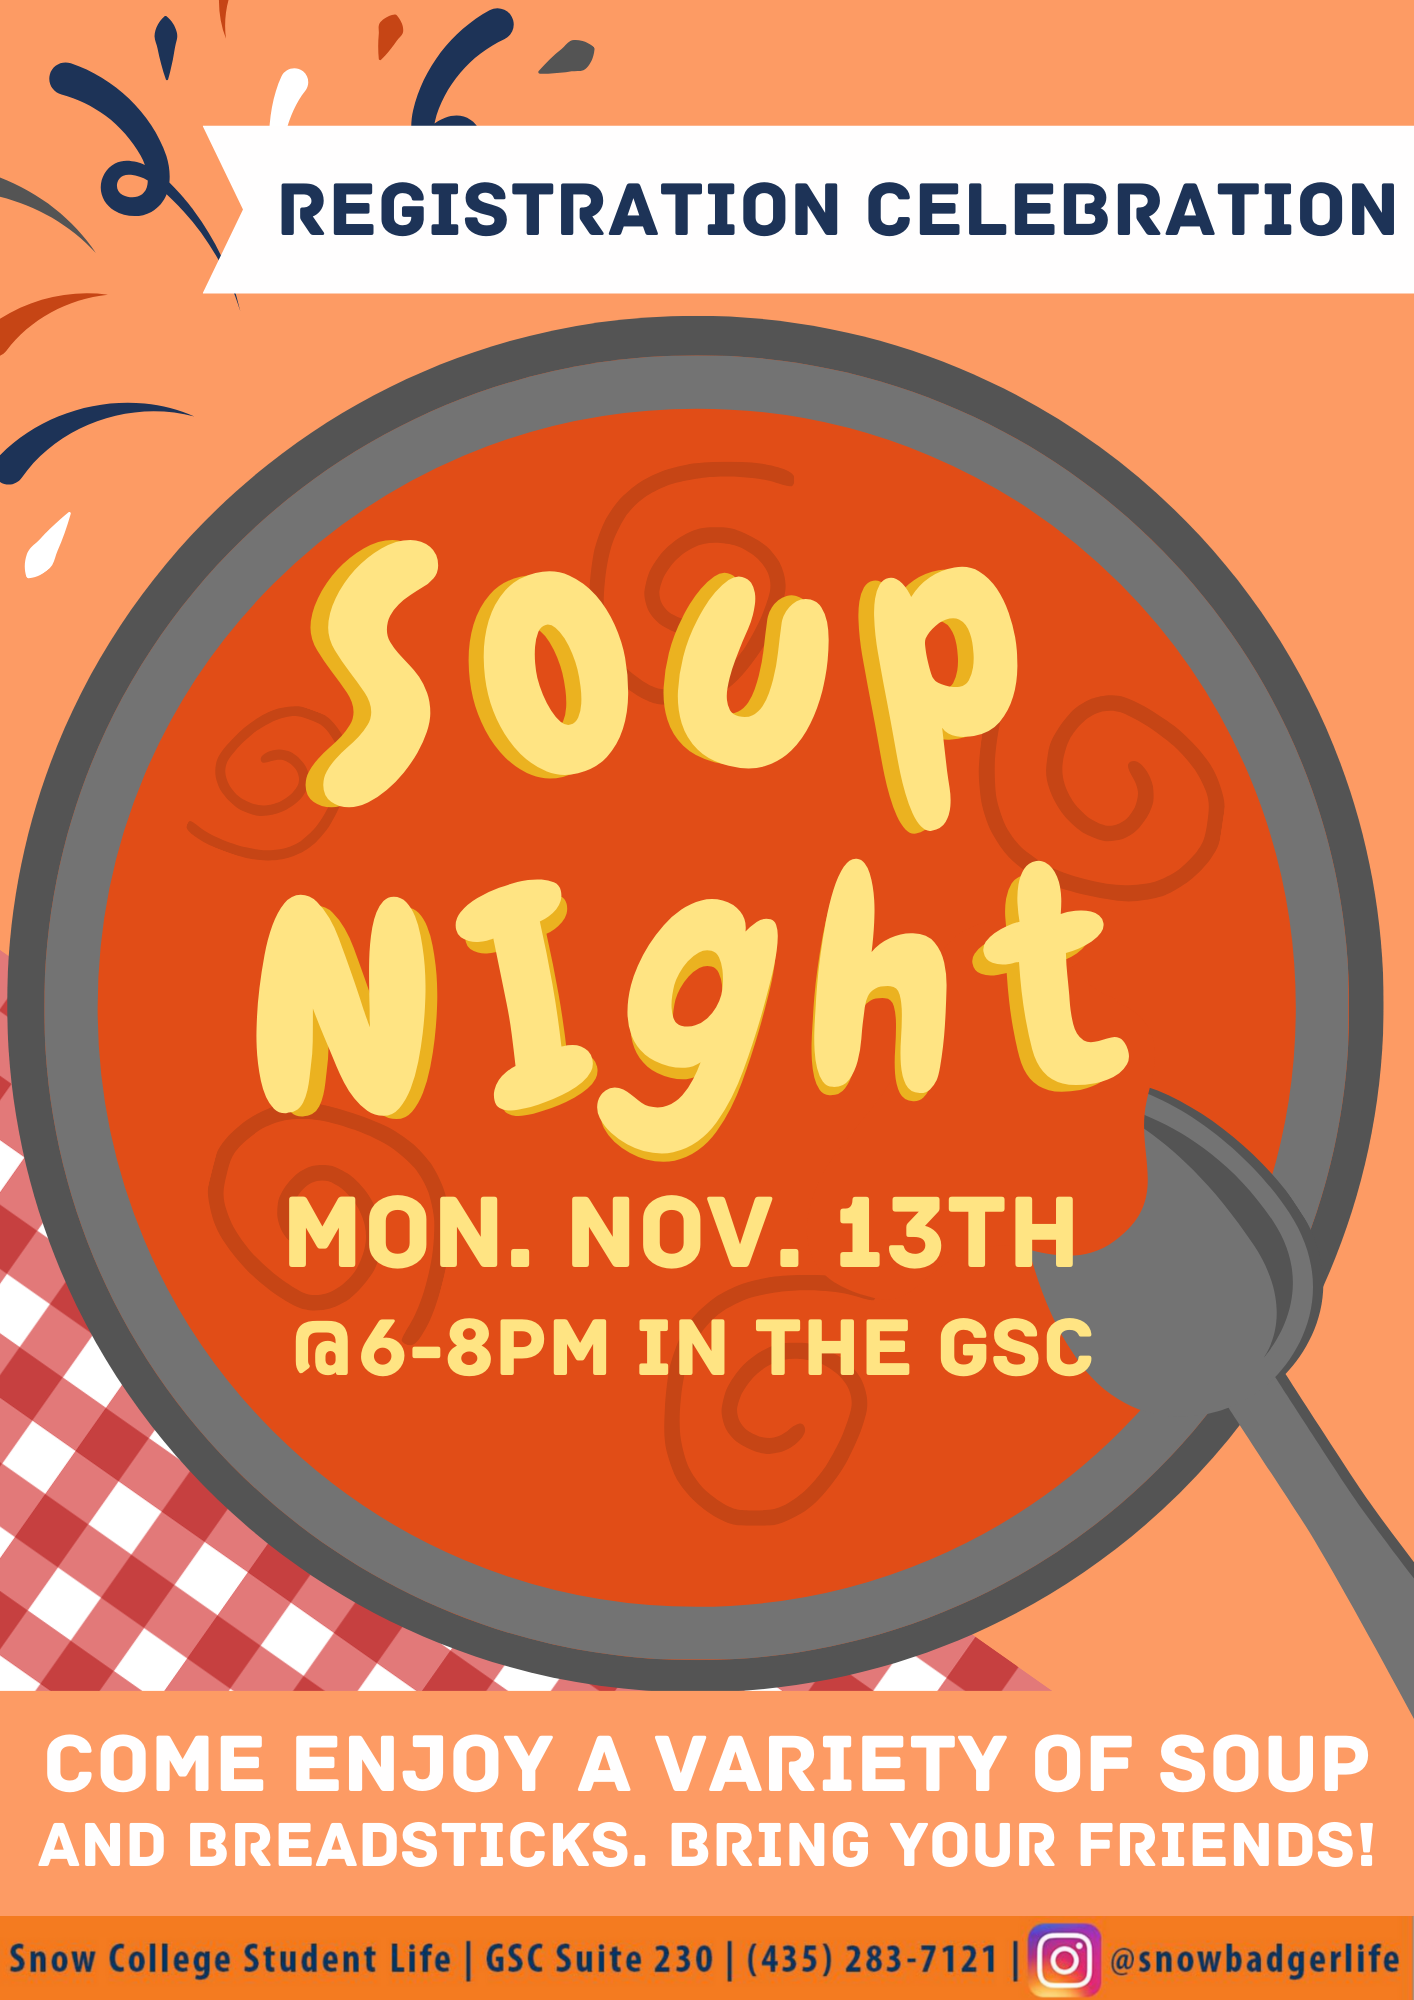 REGISTRATION CELEBRATION
Soup
NIght
MON. NOV. 13TH
@6-8PM IN THE GSC
COME ENJOY A VARIETY OF SOUP
AND BREADSTICKS. BRING YOUR FRIENDS!
Snow College Student Life | GSC Suite 230 | (435) 283-7121 | @snowbadgerlife